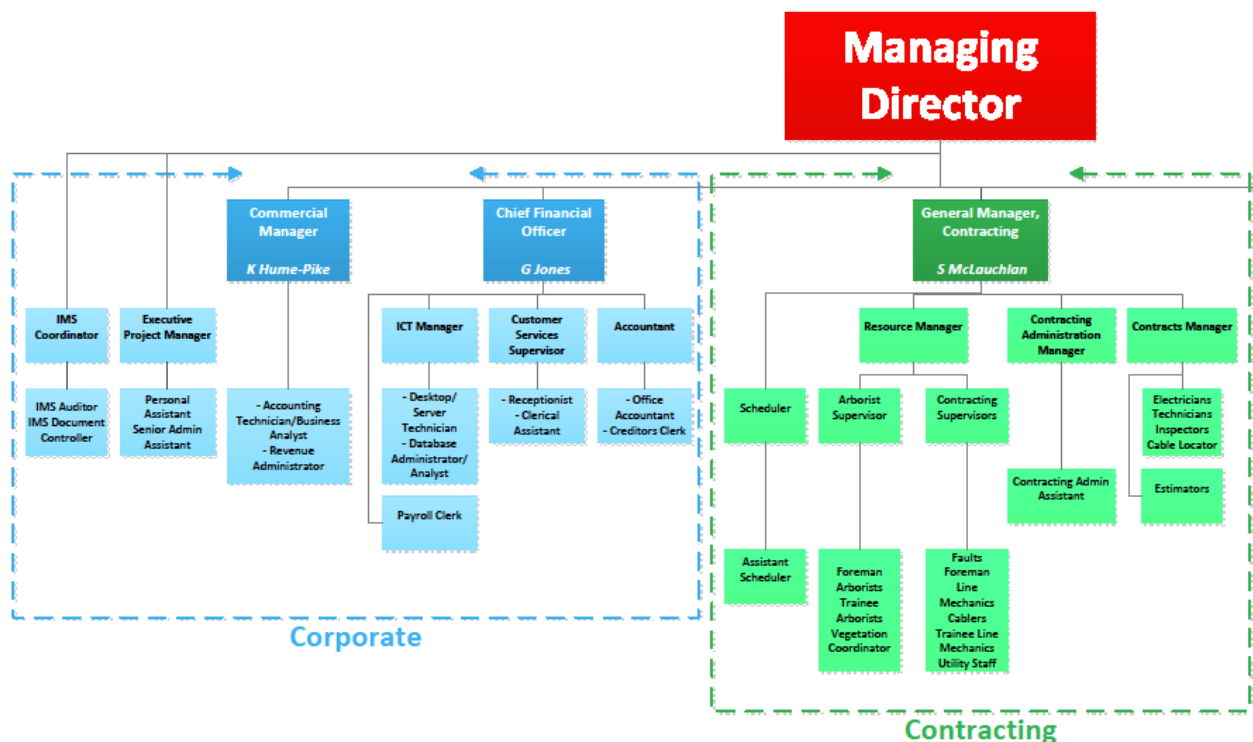 Managing
Director
Commercial
Manager
K Hume-Pike
Chief Financial
Officer
G Jones
General Manager,
Contracting
S McLauchlan
IMS
Coordinator
Executive
Project Manager
ICT Manager
Customer
Services
Supervisor
Accountant
Resource Manager
Contracting
Administration
Manager
Contracts Manager
IMS Auditor
IMS Document
Controller
Personal
Assistant
Senior Admin
Assistant
- Accounting
Technician/Business
Analyst
- Revenue
Administrator
- Desktop/
Server
Technician
- Database
Administrator/
Analyst
- Receptionist
- Clerical
Assistant
- Office
Accountant
- Creditors Clerk
Scheduler
Arborist
Supervisor
Contracting
Supervisors
Electricians
Technicians
Inspectors
Cable Locator
Contracting Admin
Assistant
Estimators
Payroll Clerk
Assistant
Scheduler
Foreman
Arborists
Trainee
Arborists
Vegetation
Coordinator
Faults
Foreman
Line
Mechanics
Cablers
Trainee Line
Mechanics
Utility Staff
Corporate
Contracting